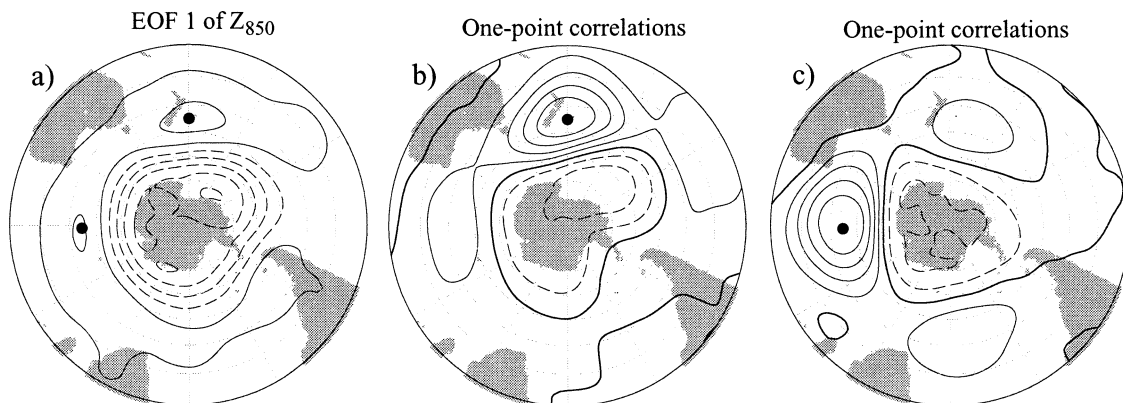 EOF 1 of Z850
One-point correlations
One-point correlations
a)
b)
c)